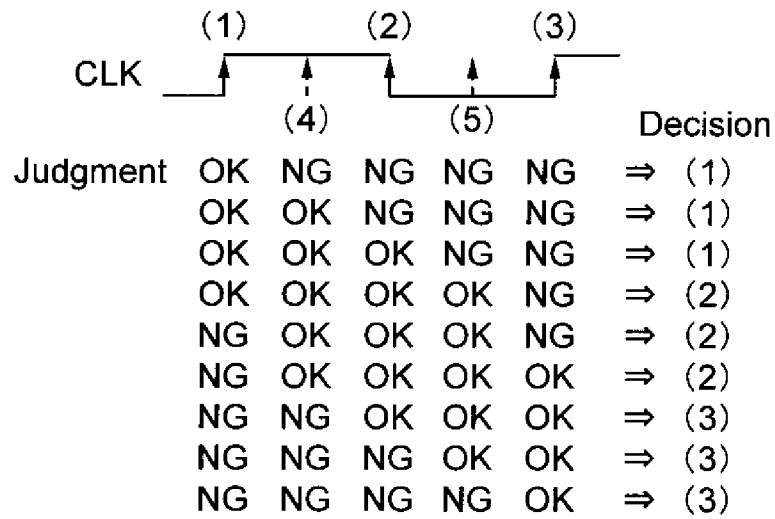 (1) (2) (3)
CLK
(4) (5)
Decision
Judgment OK NG NG NG NG ⇒ (1)
OK OK NG NG NG ⇒ (1)
OK OK OK NG NG ⇒ (1)
OK OK OK OK NG ⇒ (2)
NG OK OK OK NG ⇒ (2)
NG OK OK OK OK ⇒ (2)
NG NG OK OK OK ⇒ (3)
NG NG NG OK OK ⇒ (3)
NG NG NG NG OK ⇒ (3)